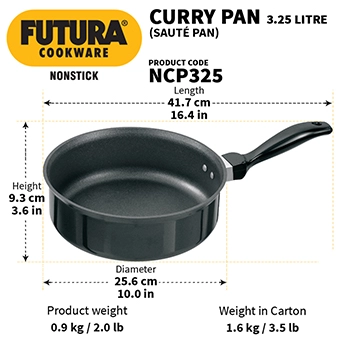 FUTURA®
COOKWARE
NONSTICK
CURRY PAN 3.25 LITRE
(SAUTÉ PAN)
PRODUCT CODE
NCP325
Length
41.7 cm
16.4 in
Height
9.3 cm
3.6 in
Diameter
25.6 cm
10.0 in
Product weight
0.9 kg / 2.0 lb
Weight in Carton
1.6 kg / 3.5 lb